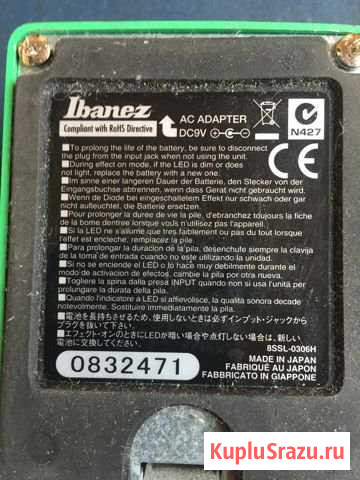 Ibanez
Compliant with RoHS Directive
AC ADAPTER
DC9V
N427
CE
■To prolong the life of the battery, be sure to disconnect
the plug from the input jack when not using the unit.
■During effect on mode, if the LED is dim or does
not light, replace the battery with a new one.
■Im sinne einer langeren Dauer der Batterie, den Stecker von der
Eingangsbuchse abtrennen, wenn dass Gerät nicht gebraucht wird.
■Wenn de Diode bei eingeschaltetem Effekt nur schwach oder gar
nicht aufleuchtet, die Batterie ersetzen.
■Pour prolonger la duree de vie le pile, d'ebranchez toujours la fiche
de la borne dentrée lorsque vous n'utilisez pas l'appareil.
■Si la LED ne s'allume que tres faiblement ou pas du tout lorsque
l'effect est enclenche, remplacez la pile.
■Para prolongar la duracion de la pila, desenchufe siempre la clavija
de la toma de entrada cuando no este utilizando la unidad.
■Si no se enciende el LED o lo hace muy debilmente durante el
modo de activacion de efectos, cambie la pila por otra nueva.
■Togliere la spina dalla presa INPUT quando non si usa l'unità per
prolungare la durata della pila.
■Quando l'indicatore a LED si affievolisce, la qualità sonora decade
notevolmente. Sostituire immediatamente la pila.
■電池を長持ちさせるため、使用しないときは必ずインプット・ジャックから
プラグを抜いて下さい。
■エフェクト・オンのときにLEDが暗い場合や点灯しない場合は、新しい
電池に交換して下さい。
8SSL-0306H
0832471
MADE IN JAPAN
FABRIQUÉ AU JAPON
FABBRICATO IN GIAPPONE
KupluSrazu.ru